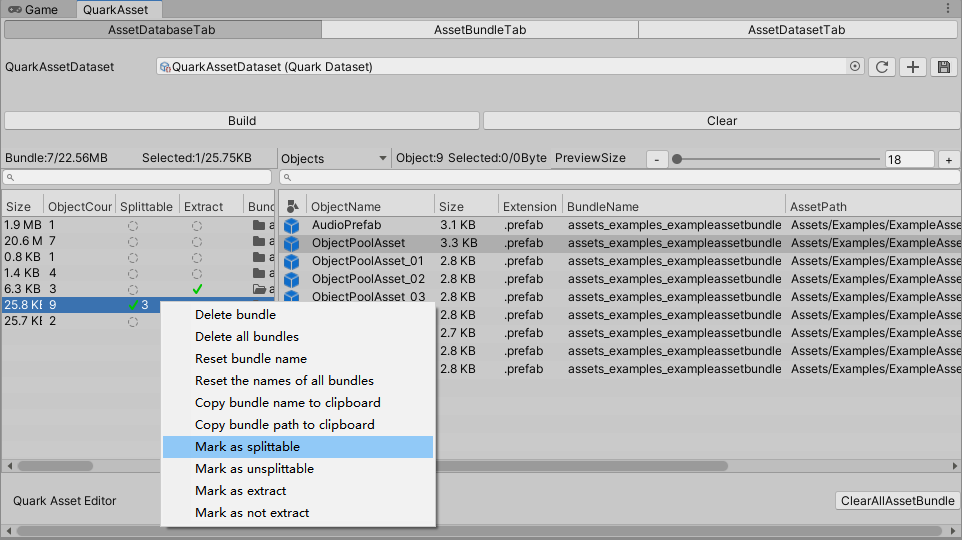 Game QuarkAsset
AssetDatabaseTab AssetBundleTab AssetDatasetTab
QuarkAssetDataset QuarkAssetDataset (Quark Dataset)
Build Clear
Bundle:7/22.56MB Selected:1/25.75KB Objects Object:9 Selected:0/0Byte PreviewSize - 18 +
Size ObjectCour Splittable Extract Bund ObjectName Size Extension BundleName AssetPath
1.9 MB 1 a AudioPrefab 3.1 KB .prefab assets_examples_exampleassetbundle Assets/Examples/ExampleAsse
20.6 M 7 a ObjectPoolAsset 3.3 KB .prefab assets_examples_exampleassetbundle Assets/Examples/ExampleAsse
0.8 KB 1 a ObjectPoolAsset_01 2.8 KB .prefab assets_examples_exampleassetbundle Assets/Examples/ExampleAsse
1.4 KB 4 a ObjectPoolAsset_02 2.8 KB .prefab assets_examples_exampleassetbundle Assets/Examples/ExampleAsse
6.3 KB 3 a ObjectPoolAsset_03 2.8 KB .prefab assets_examples_exampleassetbundle Assets/Examples/ExampleAsse
25.8 KB 9 3 2.8 KB .prefab assets_examples_exampleassetbundle Assets/Examples/ExampleAsse
25.7 KB 2 2.7 KB .prefab assets_examples_exampleassetbundle Assets/Examples/ExampleAsse
2.8 KB .prefab assets_examples_exampleassetbundle Assets/Examples/ExampleAsse
2.8 KB .prefab assets_examples_exampleassetbundle Assets/Examples/ExampleAsse
Delete bundle
Delete all bundles
Reset bundle name
Reset the names of all bundles
Copy bundle name to clipboard
Copy bundle path to clipboard
Mark as splittable
Mark as unsplittable
Mark as extract
Mark as not extract
Quark Asset Editor ClearAllAssetBundle